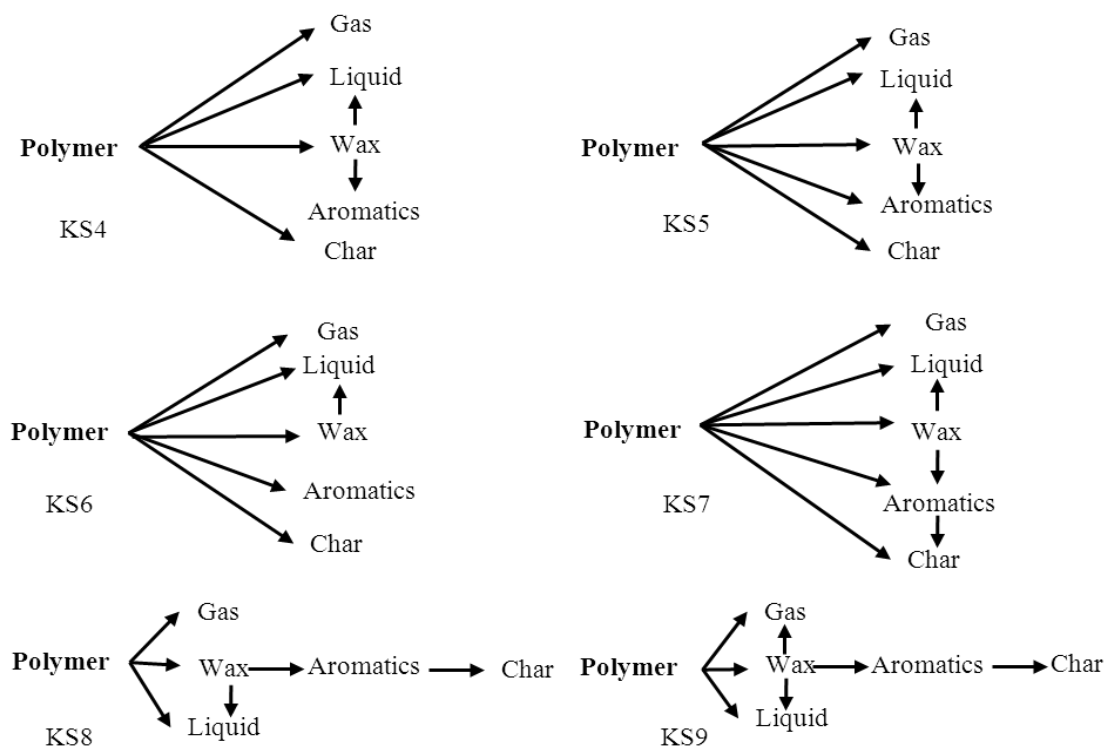 Gas
Liquid
Polymer
Wax
Aromatics
KS4
Char
Gas
Liquid
Polymer
Wax
Aromatics
KS5
Char
Gas
Liquid
Polymer
Wax
Aromatics
KS6
Char
Gas
Liquid
Polymer
Wax
Aromatics
KS7
Char
Gas
Polymer
Wax
Aromatics
Char
Liquid
KS8
Gas
Polymer
Wax
Aromatics
Char
Liquid
KS9